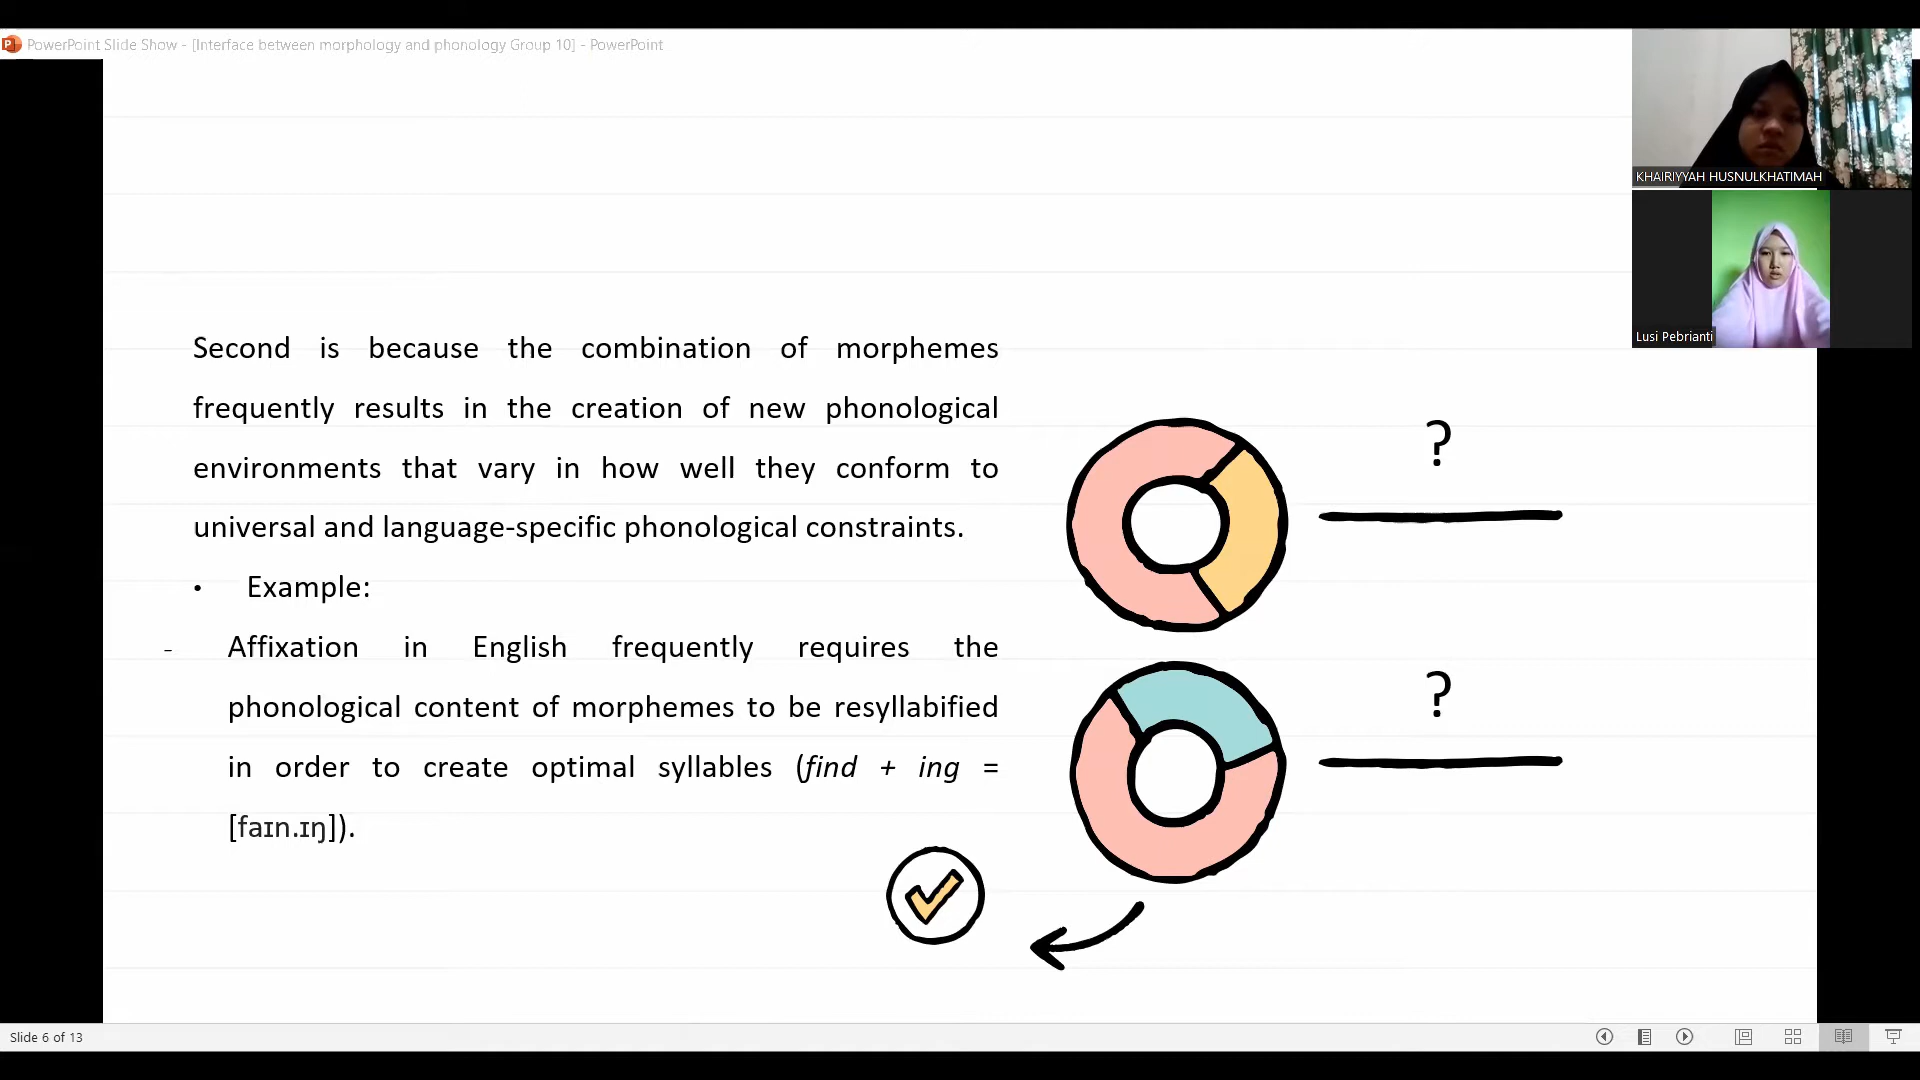 PowerPoint Slide Show - [Interface between morphology and phonology Group 10] - PowerPoint
KHAIRIYYAH HUSNULKHATIMAH
Lusi Pebrianti
Second is because the combination of morphemes
frequently results in the creation of new phonological
environments that vary in how well they conform to
universal and language-specific phonological constraints.
• Example:
- Affixation in English frequently requires the
phonological content of morphemes to be resyllabified
in order to create optimal syllables (find + ing =
[faɪn.ɪŋ]).
?
?
Slide 6 of 13